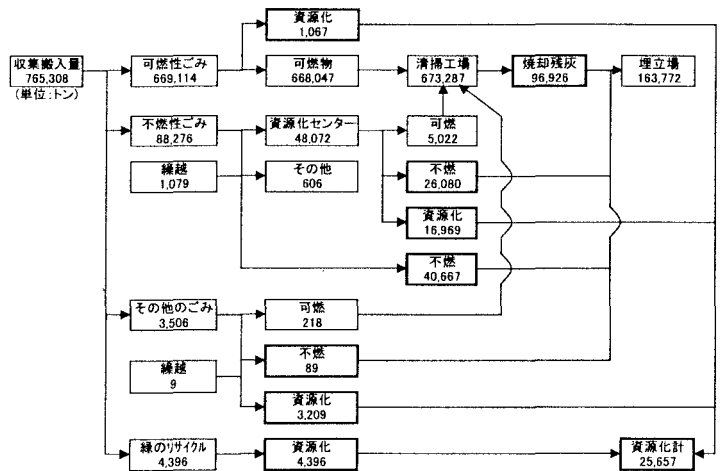 資源化
1,067
収集搬入量
765,308
(単位:トン)
可燃性ごみ
669,114
可燃物
668,047
清掃工場
673,287
焼却残灰
96,926
埋立場
163,772
不燃性ごみ
88,276
資源化センター
48,072
可燃
5,022
繰越
1,079
その他
606
不燃
26,080
資源化
16,969
不燃
40,667
その他のごみ
3,506
可燃
218
不燃
89
繰越
9
資源化
3,209
緑のリサイクル
4,396
資源化
4,396
資源化計
25,657